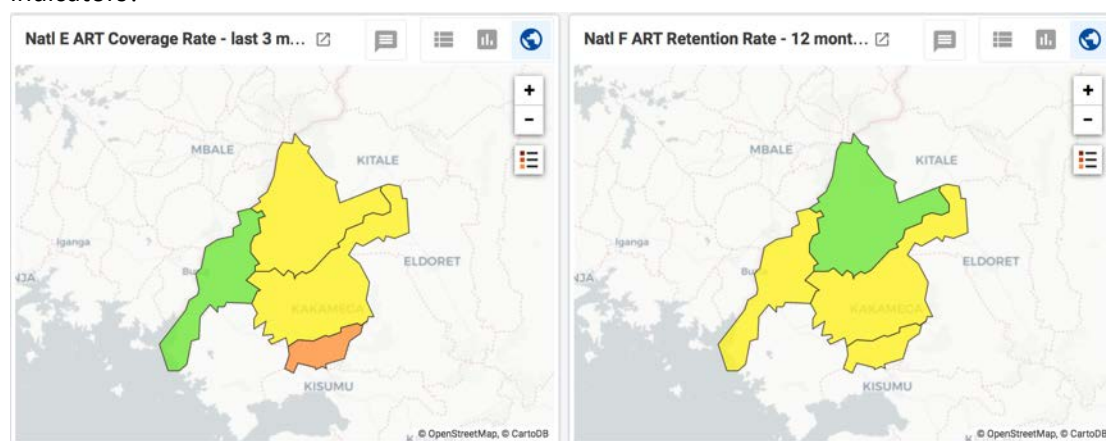 Natl E ART Coverage Rate - last 3 m...
Natl F ART Retention Rate - 12 mont...
+
−
MBALE
KITALE
Iganga
ELDORET
KAKAMEGA
KISUMU
© OpenStreetMap, © CartoDB
+
−
MBALE
KITALE
Iganga
ELDORET
KAKAMEGA
KISUMU
© OpenStreetMap, © CartoDB